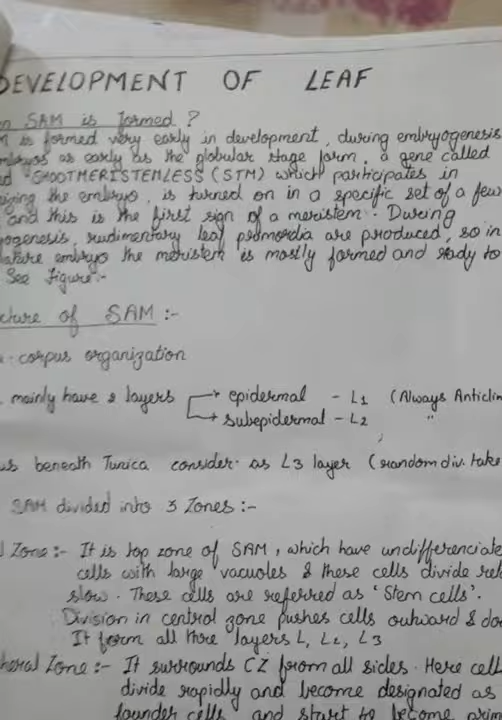 DEVELOPMENT OF LEAF
SAM is formed ?
is formed very early in development, during embryogenesis
as early as the globular stage form, a gene called
SHOOTMERISTEMLESS (STM) which participates in
the embryo, is turned on in a specific set of a few
and this is the first sign of a meristem. During
rudimentary leaf primordia are produced, so in
embryo the meristem is mostly formed and ready to
See Figure:-
of SAM :-
corpus organization
mainly have 2 layers → epidermal - L1 (Always Anticlin
→ subepidermal - L2 "
beneath Tunica consider as L3 layer (random div. take
SAM divided into 3 Zones :-
Zone :- It is top zone of SAM, which have undifferenciate
cells with large vacuoles & these cells divide rel
slow. These cells are referred as 'Stem cells'.
Division in central zone pushes cells outward & do
It form all thre layers L, L2, L3
Zone :- It surrounds CZ from all sides. Here cell
divide rapidly and become designated as
founder cells and start to become prim